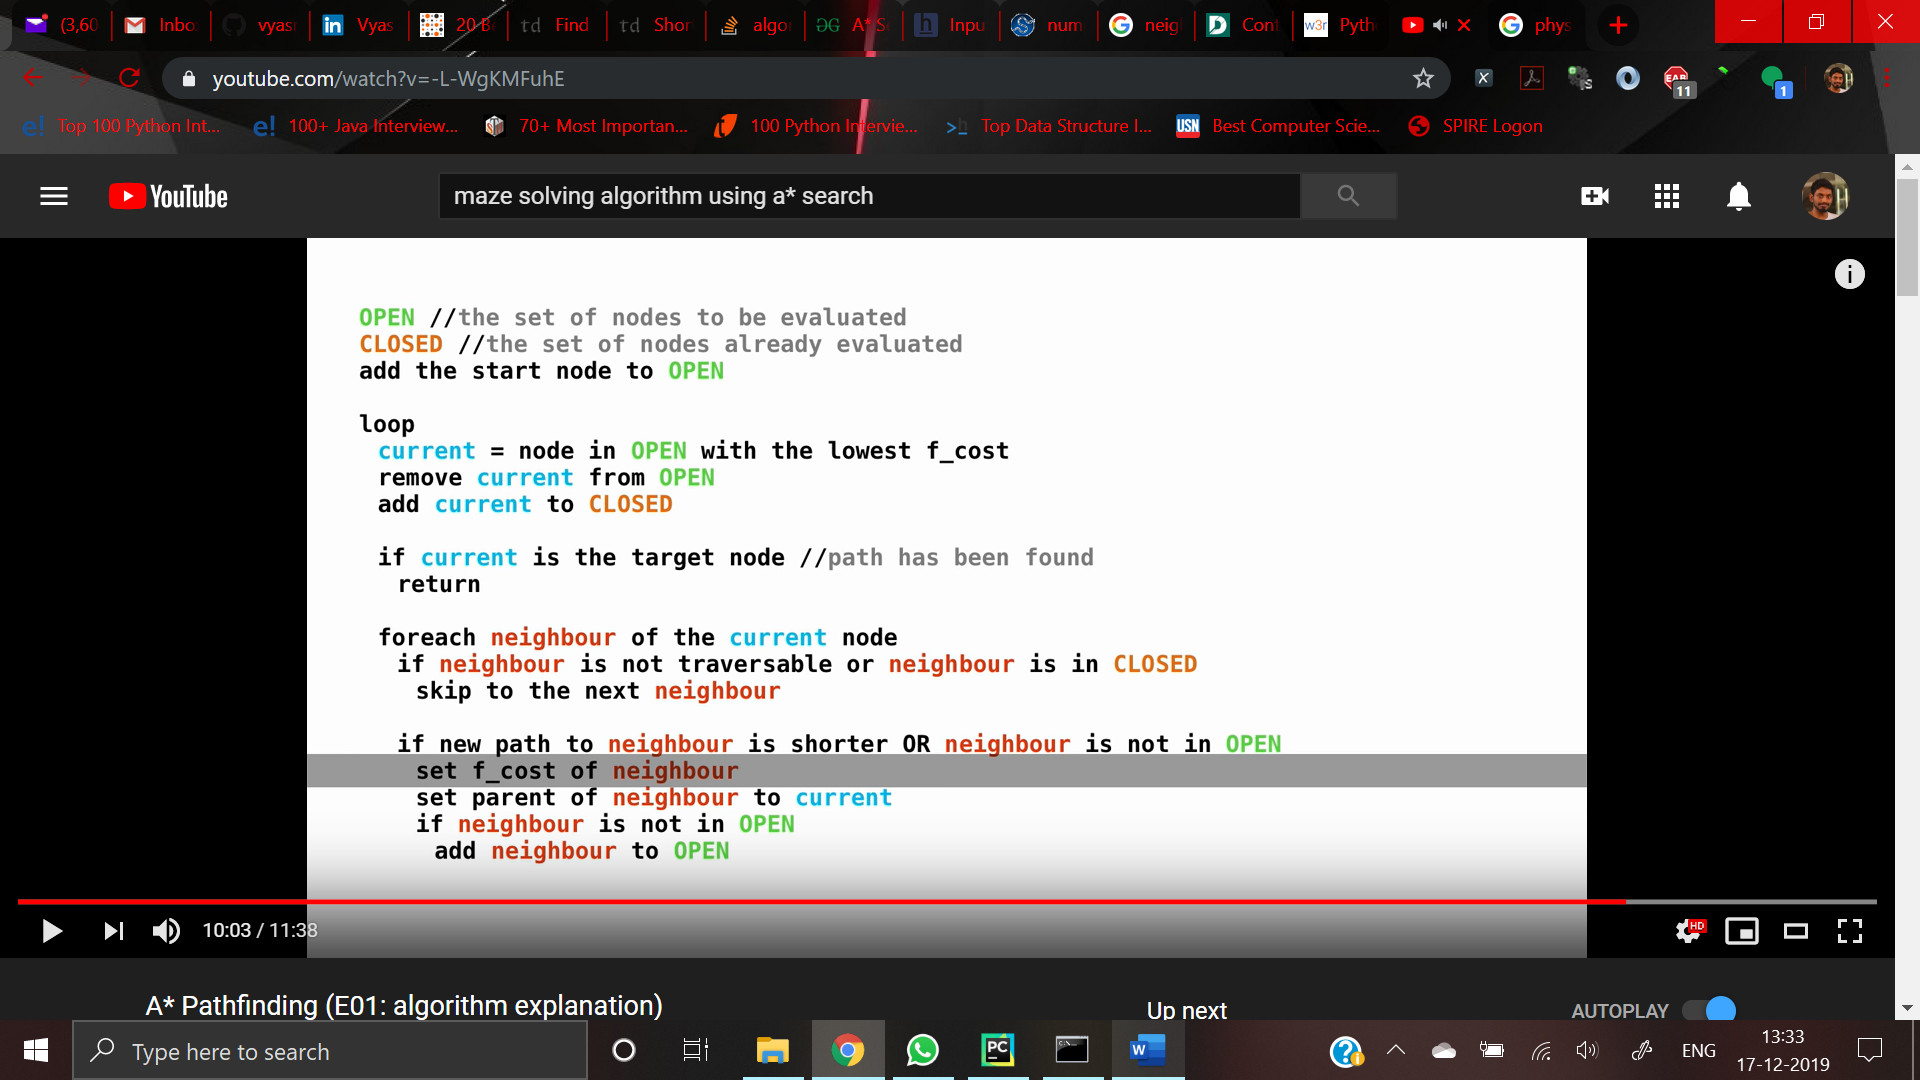 (3,60
Inbo
vyas
Vyas
20 B
Find
Shor
algo
A* S
Inpu
num
neig
Cont
Pyth
phys
youtube.com/watch?v=-L-WgKMFuhE
11
1
Top 100 Python Int...
100+ Java Interview...
70+ Most Importan...
100 Python Intervie...
Top Data Structure I...
USN
Best Computer Scie...
SPIRE Logon
YouTube
maze solving algorithm using a* search
OPEN //the set of nodes to be evaluated
CLOSED //the set of nodes already evaluated
add the start node to OPEN
loop
current = node in OPEN with the lowest f_cost
remove current from OPEN
add current to CLOSED
if current is the target node //path has been found
return
foreach neighbour of the current node
if neighbour is not traversable or neighbour is in CLOSED
skip to the next neighbour
if new path to neighbour is shorter OR neighbour is not in OPEN
set f_cost of neighbour
set parent of neighbour to current
if neighbour is not in OPEN
add neighbour to OPEN
10:03 / 11:38
HD
A* Pathfinding (E01: algorithm explanation)
Up next
AUTOPLAY
Type here to search
PC
W
ENG
13:33
17-12-2019